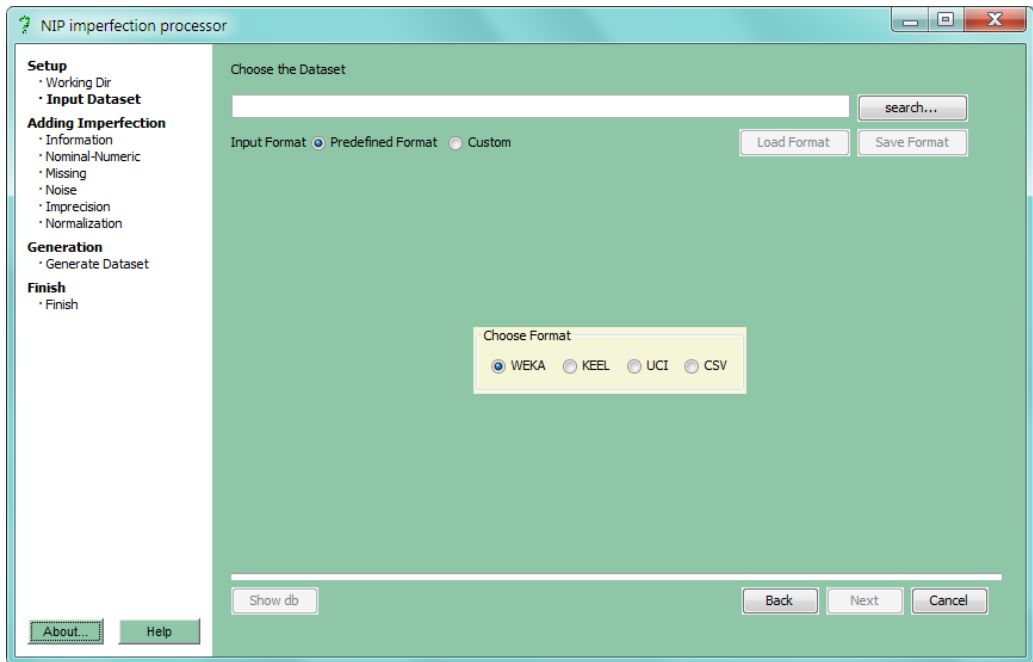 NIP imperfection processor
Setup
· Working Dir
· Input Dataset
Adding Imperfection
· Information
· Nominal-Numeric
· Missing
· Noise
· Imprecision
· Normalization
Generation
· Generate Dataset
Finish
· Finish
About...
Help
Choose the Dataset
search...
Input Format Predefined Format Custom
Load Format
Save Format
Choose Format
WEKA KEEL UCI CSV
Show db
Back
Next
Cancel